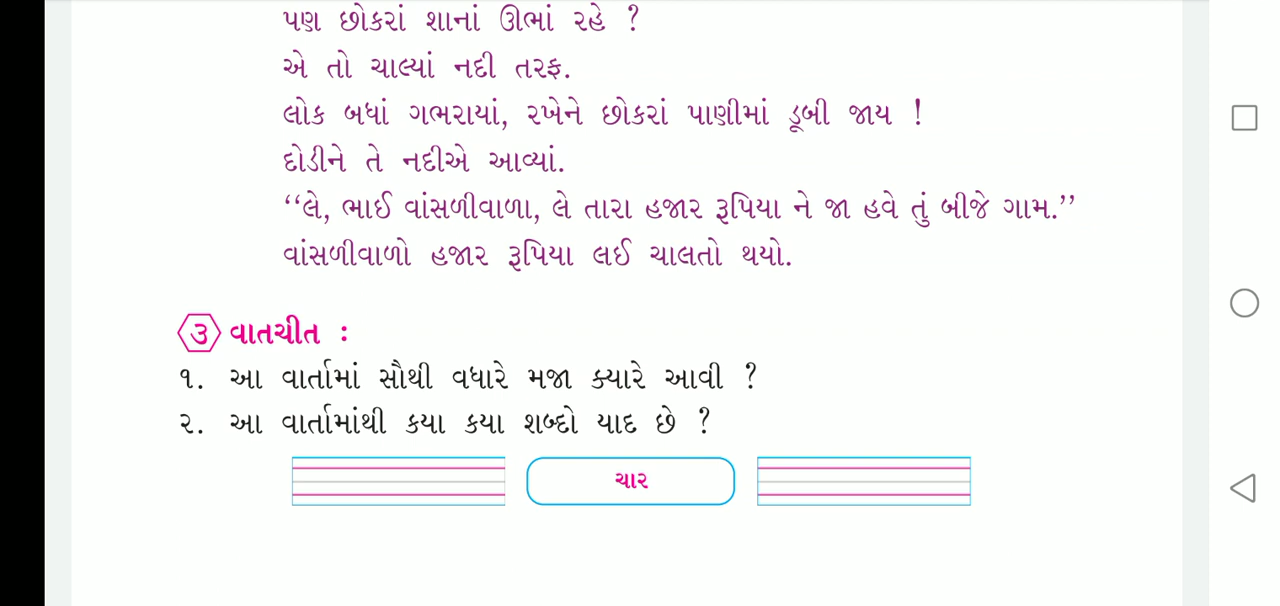 પણ છોકરાં શાનાં ઊભાં રહે ?
એ તો ચાલ્યાં નદી તરફ.
લોક બધાં ગભરાયાં, રખેને છોકરાં પાણીમાં ડૂબી જાય !
દોડીને તે નદીએ આવ્યાં.
‘‘લે, ભાઈ વાંસળીવાળા, લે તારા હજાર રૂપિયા ને જા હવે તું બીજે ગામ.’’
વાંસળીવાળો હજાર રૂપિયા લઈ ચાલતો થયો.
૩ વાતચીત :
૧. આ વાર્તામાં સૌથી વધારે મજા ક્યારે આવી ?
૨. આ વાર્તામાંથી કયા કયા શબ્દો યાદ છે ?
ચાર